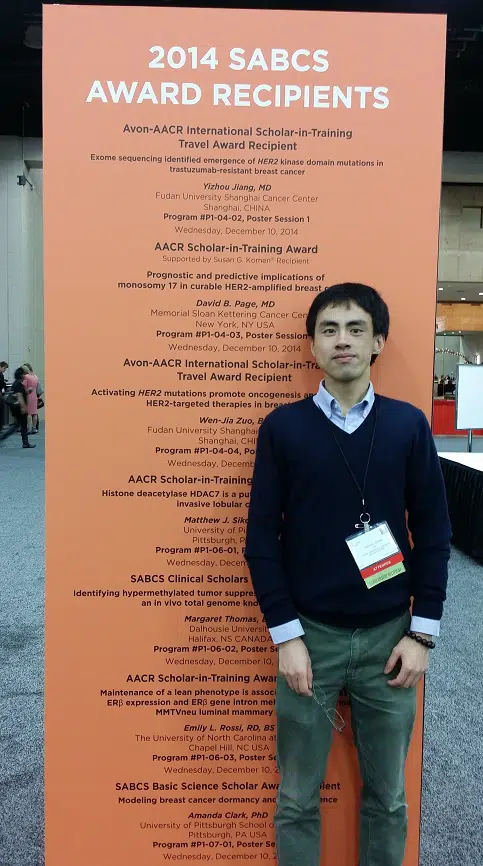 2014 SABCS
AWARD RECIPIENTS
Avon-AACR International Scholar-in-Training
Travel Award Recipient
Exome sequencing identified emergence of HER2 kinase domain mutations in
trastuzumab-resistant breast cancer
Yizhou Jiang, MD
Fudan University Shanghai Cancer Center
Shanghai, CHINA
Program #P1-04-02, Poster Session 1
Wednesday, December 10, 2014
AACR Scholar-in-Training Award
Supported by Susan G. Komen® Recipient
Prognostic and predictive implications of
monosomy 17 in curable HER2-amplified breast
David B. Page, MD
Memorial Sloan Kettering Cancer
New York, NY USA
Program #P1-04-03, Poster Session
Wednesday, December 10, 2014
Avon-AACR International Scholar-in-
Travel Award Recipient
Activating HER2 mutations promote oncogenesis
HER2-targeted therapies in
Wen-Jia Zuo,
Fudan University
Shanghai,
Program #P1-04-04,
Wednesday,
AACR Scholar-in-
Histone deacetylase HDAC7 is a
invasive lobular
Matthew J.
University of
Pittsburgh,
Program #P1-06-01,
Wednesday,
SABCS Clinical Scholars
Identifying hypermethylated tumor
an in vivo total genome
Margaret Thomas,
Dalhousie
Halifax, NS CANADA
Program #P1-06-02, Poster
Wednesday, December 10,
AACR Scholar-in-Training
Maintenance of a lean phenotype is
ERβ expression and ERβ gene intron
MMTVneu luminal mammary
Emily L. Rossi, RD, BS
The University of North Carolina at
Chapel Hill, NC USA
Program #P1-06-03, Poster
Wednesday, December 10,
SABCS Basic Science Scholar
Modeling breast cancer dormancy
Amanda Clark, PhD
University of Pittsburgh School
Pittsburgh, PA USA
Program #P1-07-01, Poster
Wednesday, December 10,
ATTENDEE